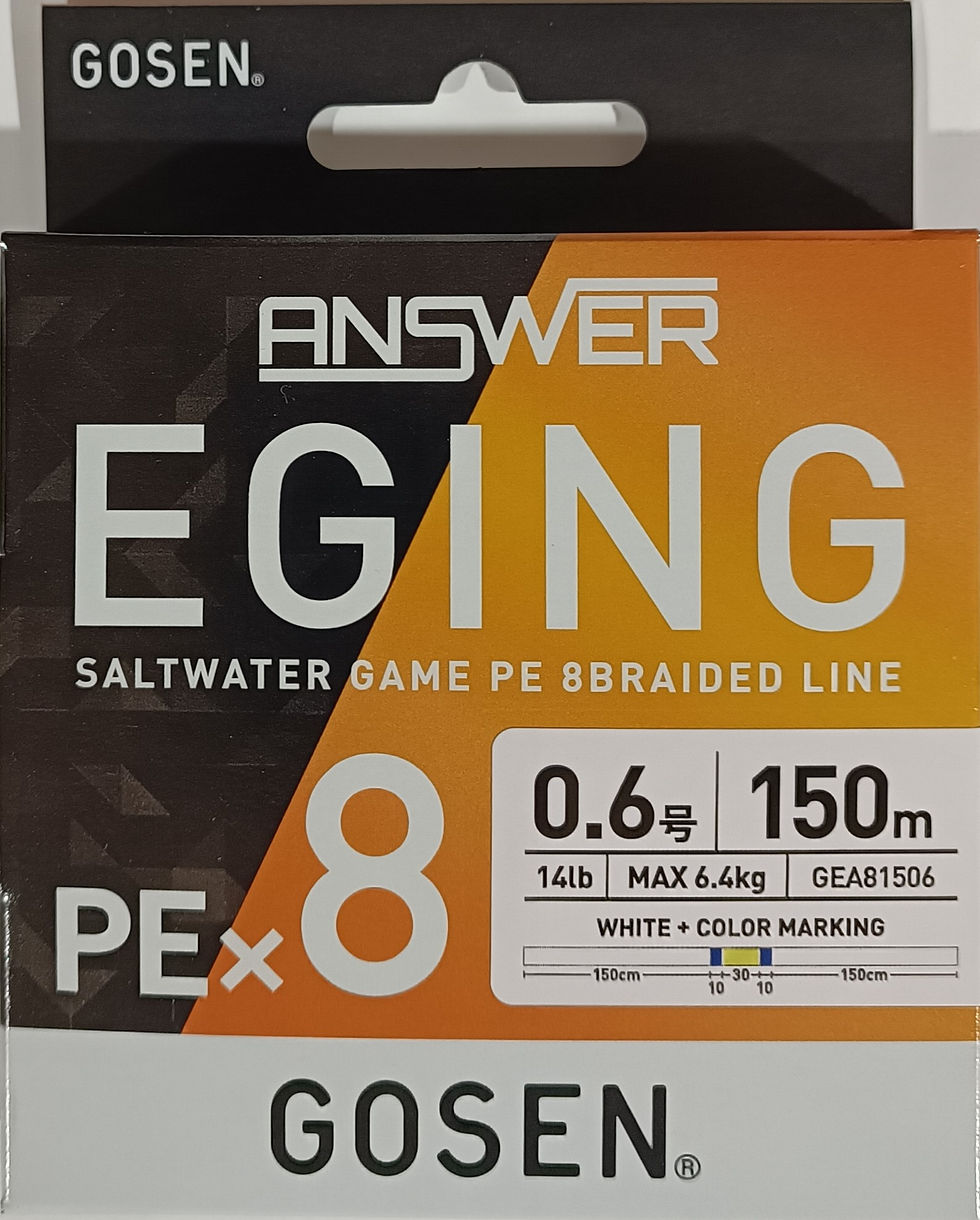 GOSEN®
ANSWER
EGING
SALTWATER GAME PE 8BRAIDED LINE
PE×8
0.6号 150m
14lb MAX 6.4kg GEA81506
WHITE + COLOR MARKING
150cm 30 150cm
10 10
GOSEN®